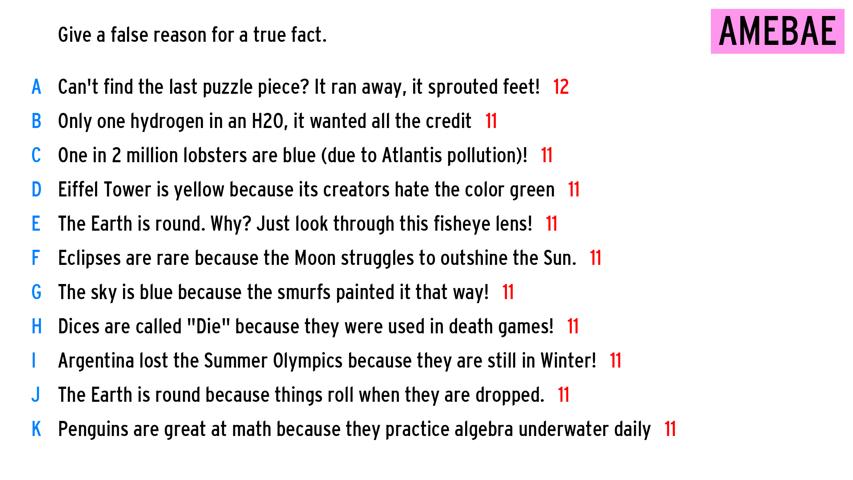 Give a false reason for a true fact.
AMEBAE
A Can't find the last puzzle piece? It ran away, it sprouted feet! 12
B Only one hydrogen in an H2O, it wanted all the credit 11
C One in 2 million lobsters are blue (due to Atlantis pollution)! 11
D Eiffel Tower is yellow because its creators hate the color green 11
E The Earth is round. Why? Just look through this fisheye lens! 11
F Eclipses are rare because the Moon struggles to outshine the Sun. 11
G The sky is blue because the smurfs painted it that way! 11
H Dices are called "Die" because they were used in death games! 11
I Argentina lost the Summer Olympics because they are still in Winter! 11
J The Earth is round because things roll when they are dropped. 11
K Penguins are great at math because they practice algebra underwater daily 11